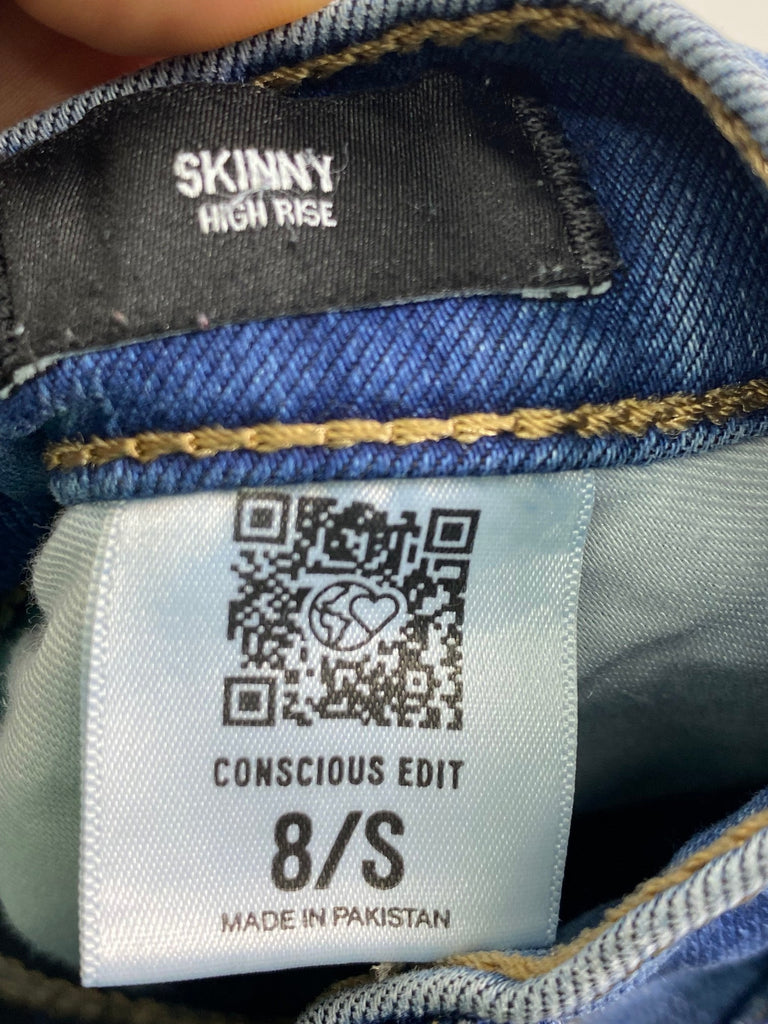 SKINNY
HIGH RISE
CONSCIOUS EDIT
8/S
MADE IN PAKISTAN